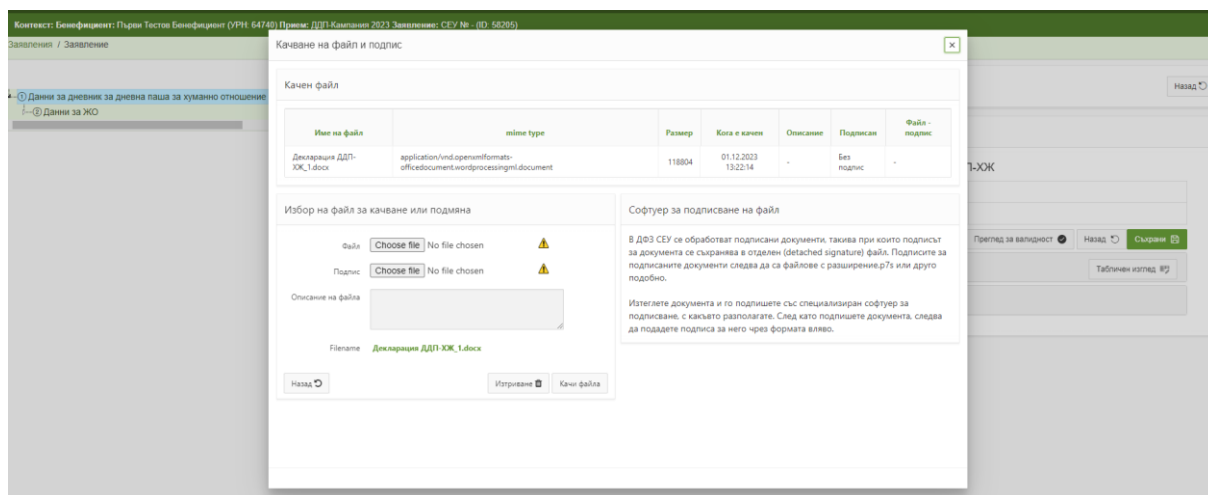 Контекст: Бенефициент: Първи Тестов Бенефициент (УРН: 64740) Прием: ДДП-Кампания 2023 Заявление: СЕУ № - (ID: 58205)
Заявления / Заявление
Качване на файл и подпис
×
Назад
Качен файл
1 Данни за дневник за дневна паша за хуманно отношение
2 Данни за ЖО
Име на файл mime type Размер Кога е качен Описание Подписан Файл -
подпис
Декларация ДДП-
ХЖ_1.docx
application/vnd.openxmlformats-
officedocument.wordprocessingml.document
118804
01.12.2023
13:22:14
-
Без
подпис
-
П-ХЖ
Избор на файл за качване или подмяна
Файл Choose file No file chosen
Подпис Choose file No file chosen
Описание на файла
Filename Декларация ДДП-ХЖ_1.docx
Назад Изтриване Качи файла
Софтуер за подписване на файл
В ДФЗ СЕУ се обработват подписани документи, такива при които подписът
за документа се съхранява в отделен (detached signature) файл. Подписите за
подписаните документи следва да са файлове с разширение.p7s или друго
подобно.
Изтеглете документа и го подпишете със специализиран софтуер за
подписване, с какъвто разполагате. След като подпишете документа, следва
да подадете подписа за него чрез формата вляво.
Преглед за валидност Назад Съхрани
Табличен изглед